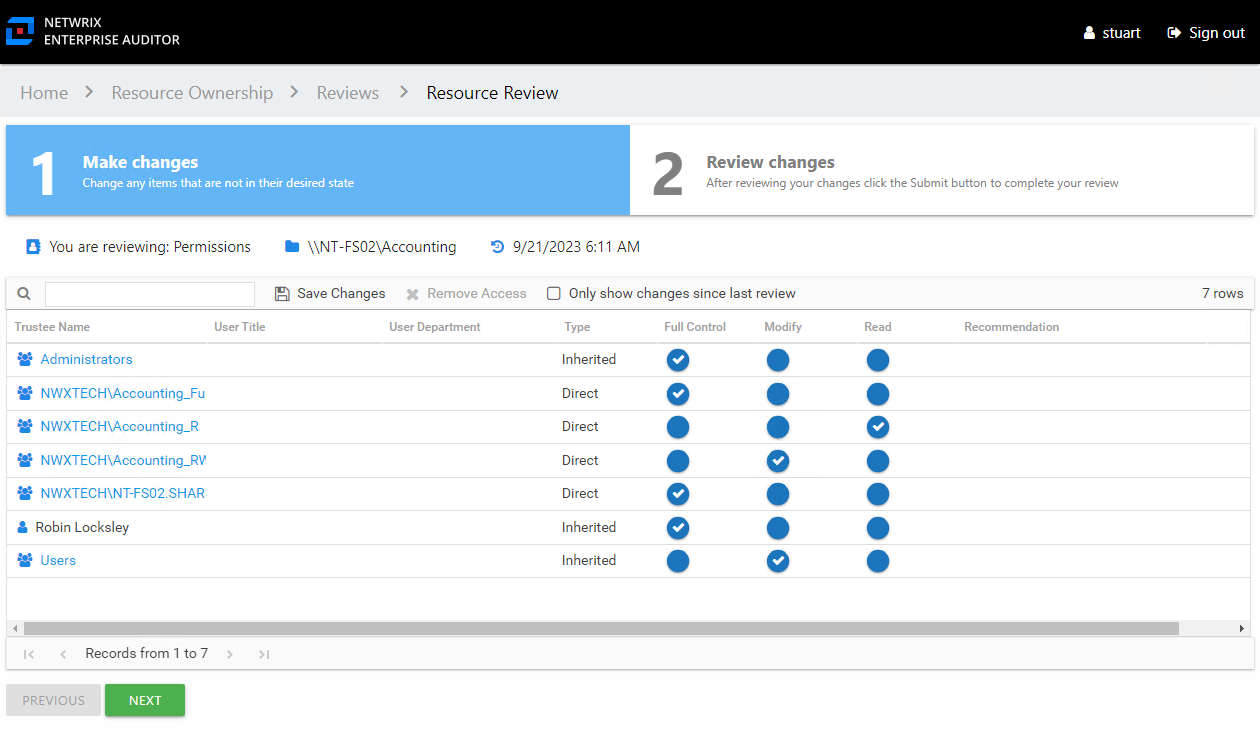 NETWRIX
ENTERPRISE AUDITOR
stuart Sign out
Home Resource Ownership Reviews Resource Review
1 Make changes
Change any items that are not in their desired state
2 Review changes
After reviewing your changes click the Submit button to complete your review
You are reviewing: Permissions \\NT-FS02\Accounting 9/21/2023 6:11 AM
Save Changes Remove Access Only show changes since last review 7 rows
Trustee Name User Title User Department Type Full Control Modify Read Recommendation
Administrators Inherited
NWXTECH\Accounting_Fu Direct
NWXTECH\Accounting_R Direct
NWXTECH\Accounting_RW Direct
NWXTECH\NT-FS02.SHAR Direct
Robin Locksley Inherited
Users Inherited
Records from 1 to 7
PREVIOUS NEXT